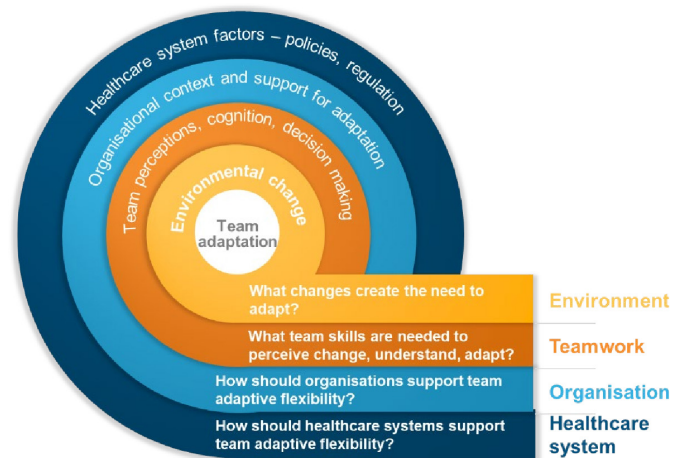 Healthcare system factors – policies, regulation
Organisational context and support for adaptation
Team perceptions, cognition, decision making
Environmental change
Team
adaptation
What changes create the need to
adapt?
Environment
What team skills are needed to
perceive change, understand, adapt?
Teamwork
How should organisations support team
adaptive flexibility?
Organisation
How should healthcare systems support
team adaptive flexibility?
Healthcare
system